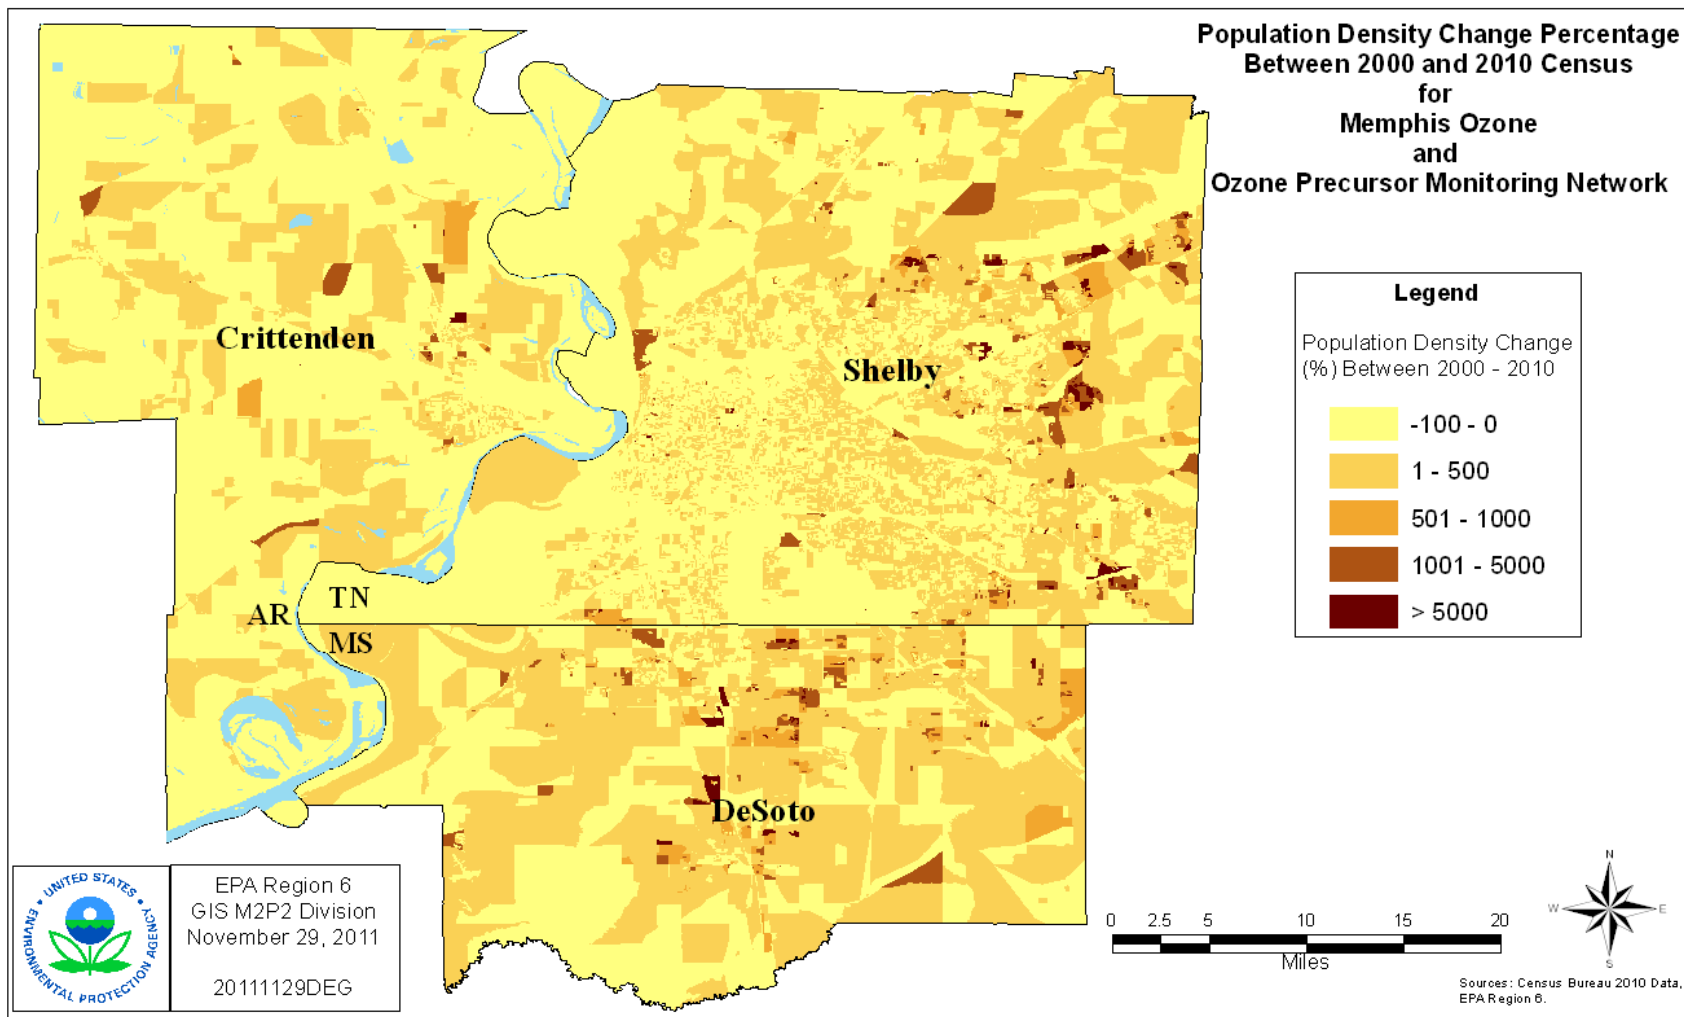 Population Density Change Percentage
Between 2000 and 2010 Census
for
Memphis Ozone
and
Ozone Precursor Monitoring Network
Legend
Population Density Change
(%) Between 2000 - 2010
-100 - 0
1 - 500
501 - 1000
1001 - 5000
> 5000
Crittenden
Shelby
AR
TN
MS
DeSoto
UNITED STATES
ENVIRONMENTAL PROTECTION AGENCY
EPA Region 6
GIS M2P2 Division
November 29, 2011
20111129DEG
0 2.5 5 10 15 20
Miles
N
W
E
S
Sources: Census Bureau 2010 Data,
EPA Region 6.